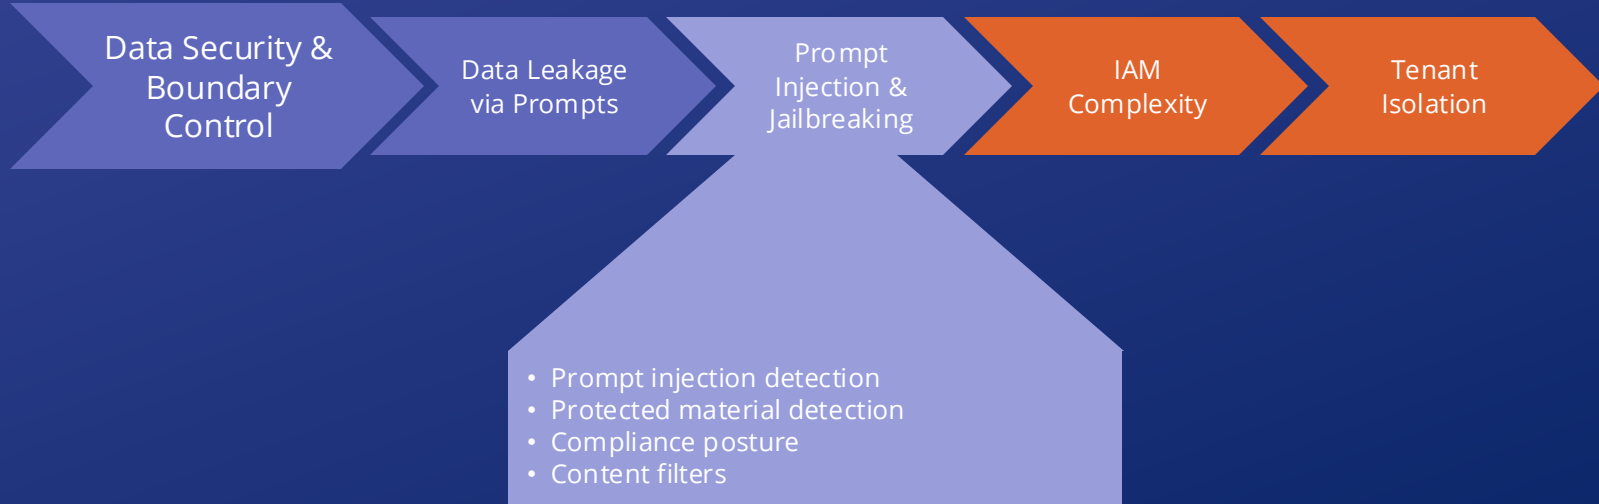 Data Security &
Boundary
Control
Data Leakage
via Prompts
Prompt
Injection &
Jailbreaking
IAM
Complexity
Tenant
Isolation
• Prompt injection detection
• Protected material detection
• Compliance posture
• Content filters